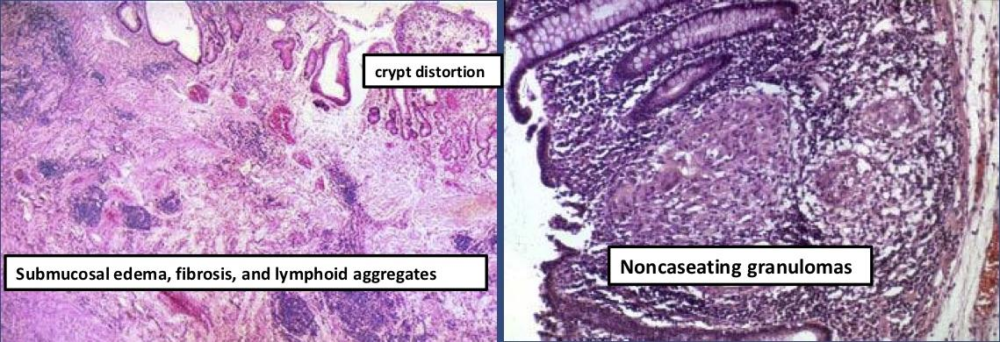 crypt distortion
Submucosal edema, fibrosis, and lymphoid aggregates
Noncaseating granulomas